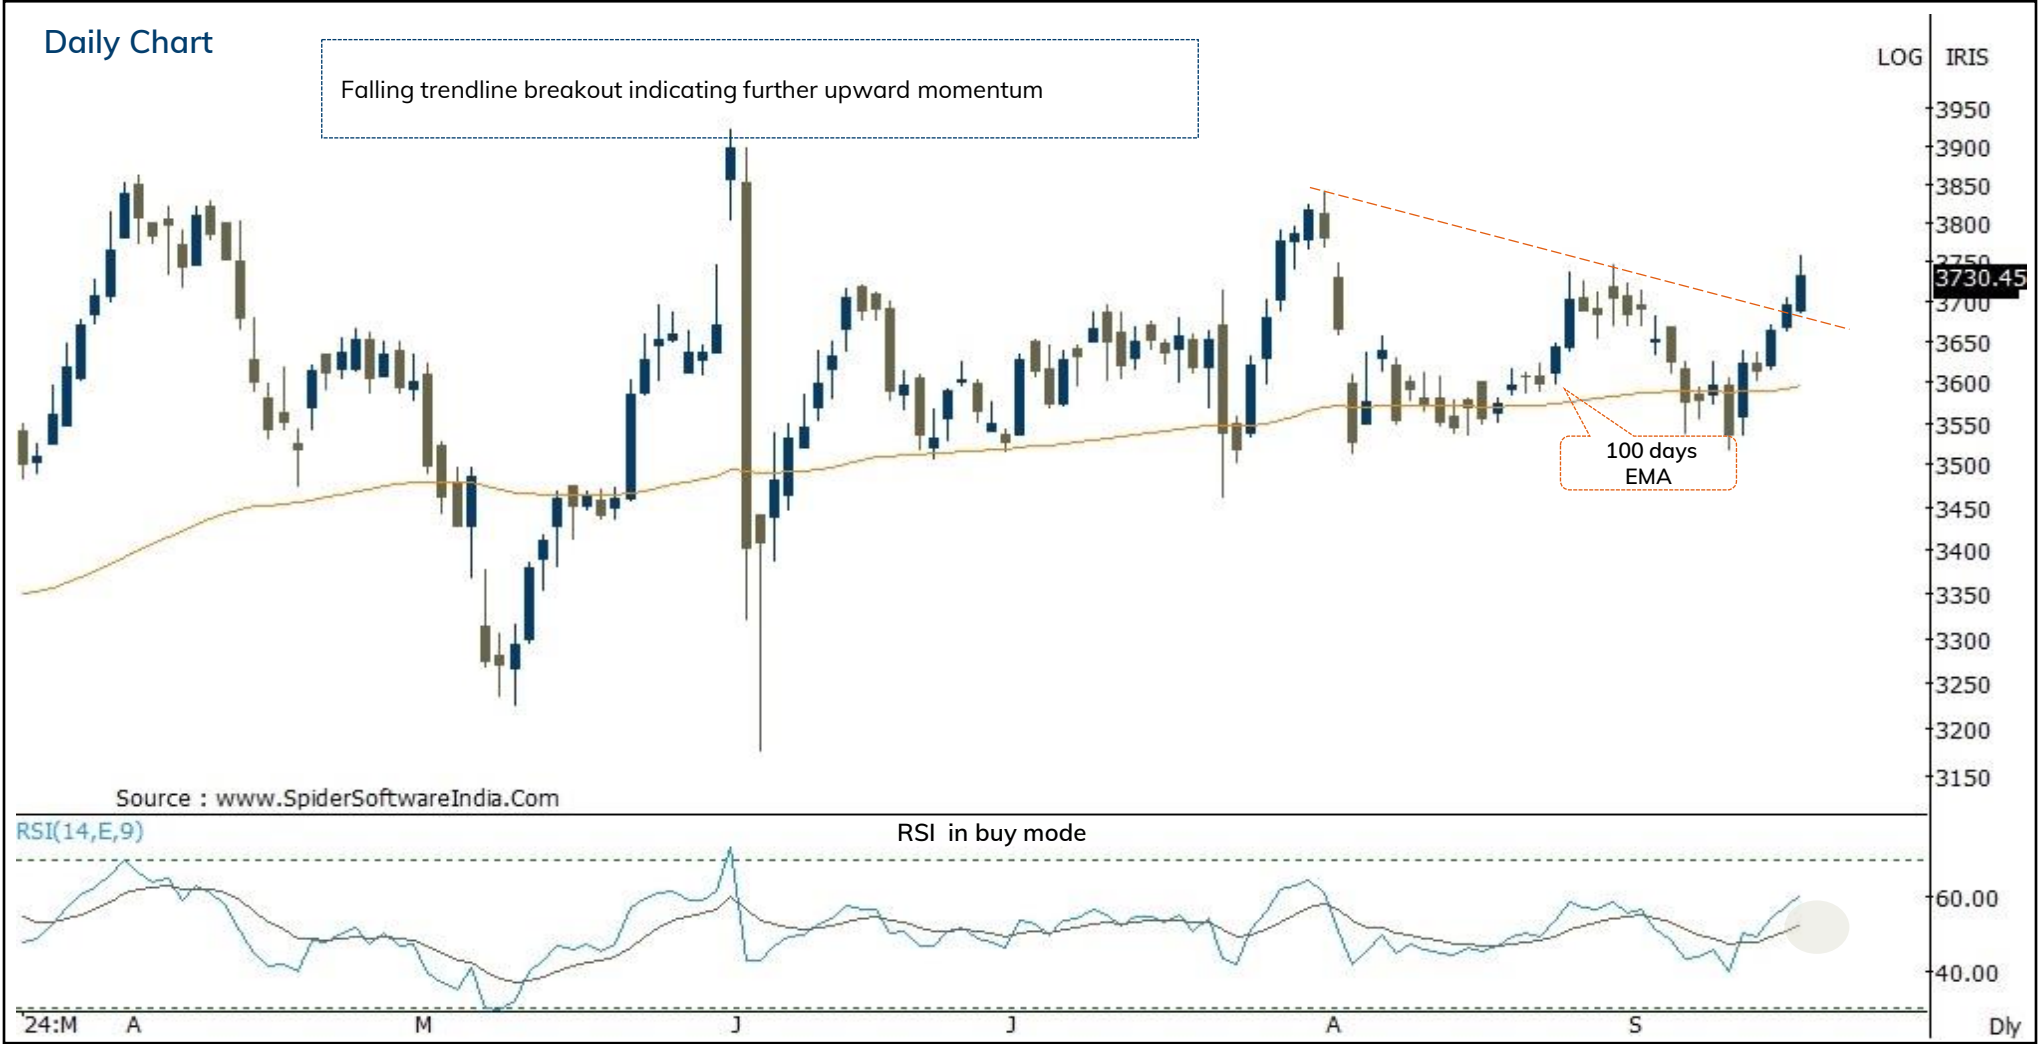 Daily Chart
Falling trendline breakout indicating further upward momentum
LOG IRIS
3950
3900
3850
3800
3750
3730.45
3700
3650
3600
3550
3500
3450
3400
3350
3300
3250
3200
3150
100 days
EMA
Source : www.SpiderSoftwareIndia.Com
RSI(14,E,9)
RSI in buy mode
60.00
40.00
'24:M A M J J A S
Dly